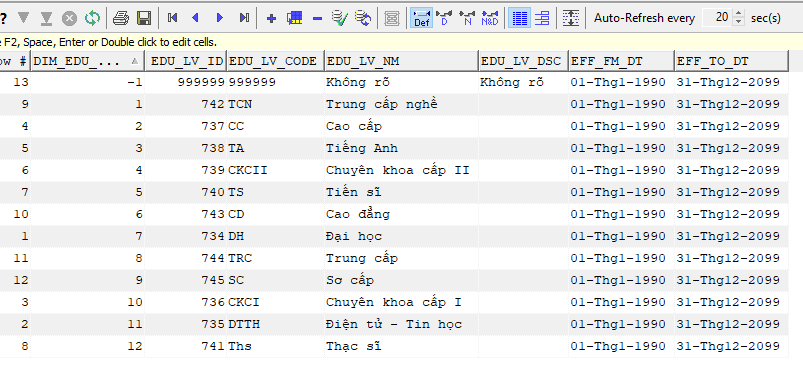 Def D N N&D Auto-Refresh every 20 sec(s)
F2, Space, Enter or Double click to edit cells.
ow # DIM_EDU_... EDU_LV_ID EDU_LV_CODE EDU_LV_NM EDU_LV_DSC EFF_FM_DT EFF_TO_DT
13 -1 999999 999999 Không rõ Không rõ 01-Thg1-1990 31-Thg12-2099
9 1 742 TCN Trung cấp nghề 01-Thg1-1990 31-Thg12-2099
4 2 737 CC Cao cấp 01-Thg1-1990 31-Thg12-2099
5 3 738 TA Tiếng Anh 01-Thg1-1990 31-Thg12-2099
6 4 739 CKCII Chuyên khoa cấp II 01-Thg1-1990 31-Thg12-2099
7 5 740 TS Tiến sĩ 01-Thg1-1990 31-Thg12-2099
10 6 743 CD Cao đẳng 01-Thg1-1990 31-Thg12-2099
1 7 734 DH Đại học 01-Thg1-1990 31-Thg12-2099
11 8 744 TRC Trung cấp 01-Thg1-1990 31-Thg12-2099
12 9 745 SC Sơ cấp 01-Thg1-1990 31-Thg12-2099
3 10 736 CKCI Chuyên khoa cấp I 01-Thg1-1990 31-Thg12-2099
2 11 735 DTTH Điện tử - Tin học 01-Thg1-1990 31-Thg12-2099
8 12 741 Ths Thạc sĩ 01-Thg1-1990 31-Thg12-2099